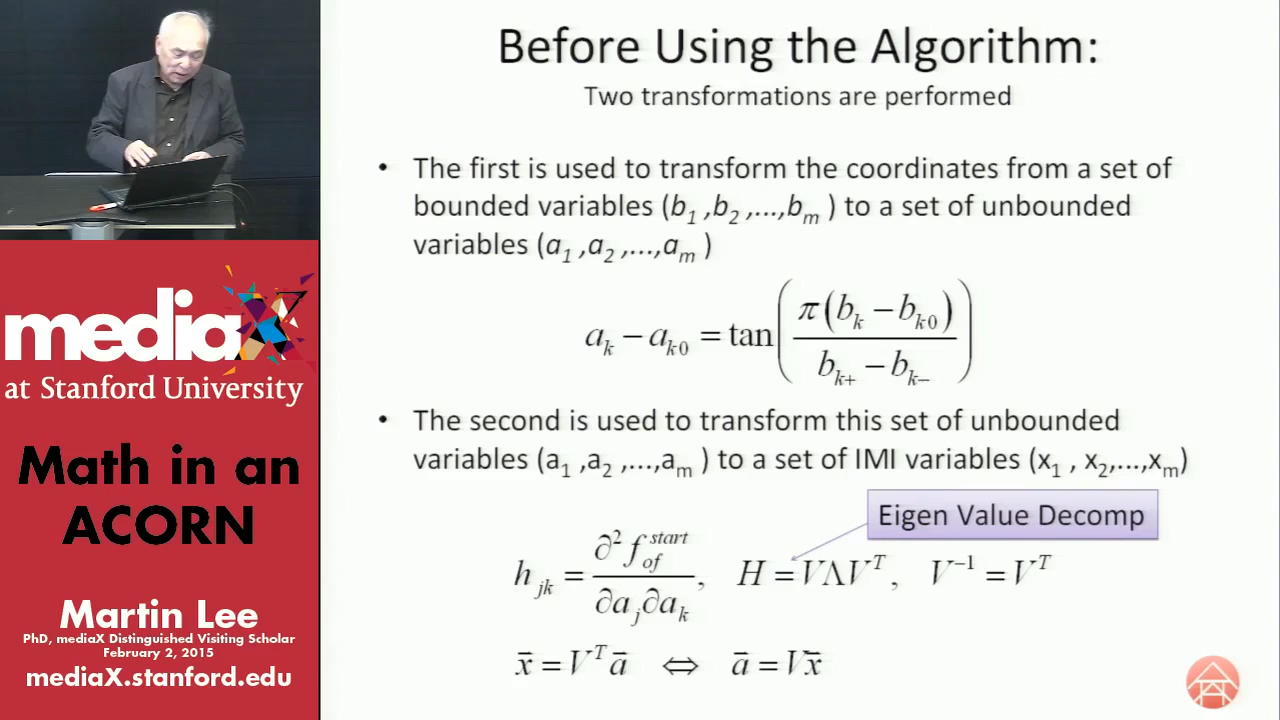 Before Using the Algorithm:
Two transformations are performed
• The first is used to transform the coordinates from a set of
bounded variables (b₁ ,b₂ ,...,bₘ ) to a set of unbounded
variables (a₁ ,a₂ ,...,aₘ )
aₖ − aₖ₀ = tan( π(bₖ − bₖ₀) / (bₖ₊ − bₖ₋) )
• The second is used to transform this set of unbounded
variables (a₁ ,a₂ ,...,aₘ ) to a set of IMI variables (x₁ , x₂,...,xₘ)
Eigen Value Decomp
h_jk = ∂² f_of^start / ∂a_j ∂a_k , H = VΛV^T , V^−1 = V^T
x̄ = V^T ā ⇔ ā = Vx̄
mediaX
at Stanford University
Math in an
ACORN
Martin Lee
PhD, mediaX Distinguished Visiting Scholar
February 2, 2015
mediaX.stanford.edu